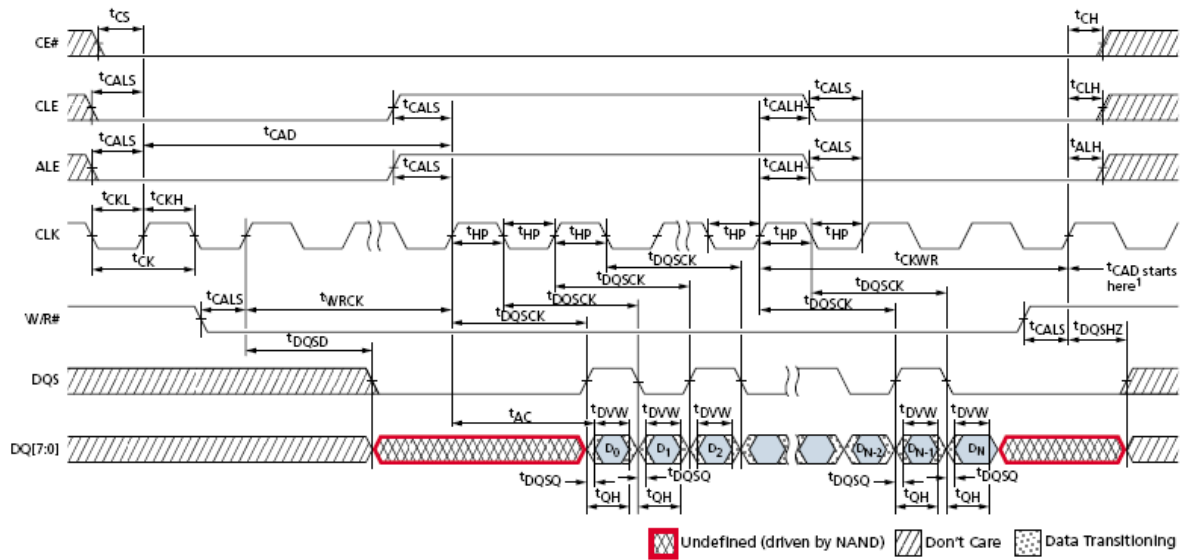 tCS
tCH
CE#
tCALS
tCALS
tCLH
CLE
tCALS
tCALH
tCAD
tCALS
tCALS
tALH
ALE
tCALS
tCALH
tCKL
tCKH
CLK
tHP
tHP
tHP
tHP
tHP
tHP
tCK
tDQSCK
tCKWR
tDQSCK
tCAD starts
here1
tCALS
tWRCK
tDQSCK
tDQSCK
tDQSCK
tDQSCK
W/R#
tDQSD
tCALS
tDQSHZ
DQS
tAC
tDVW
tDVW
tDVW
tDVW
tDVW
DQ[7:0]
D0
D1
D2
DN-2
DN-1
DN
tDQSQ
tDQSQ
tDQSQ
tDQSQ
tQH
tQH
tQH
tQH
Undefined (driven by NAND)
Don't Care
Data Transitioning